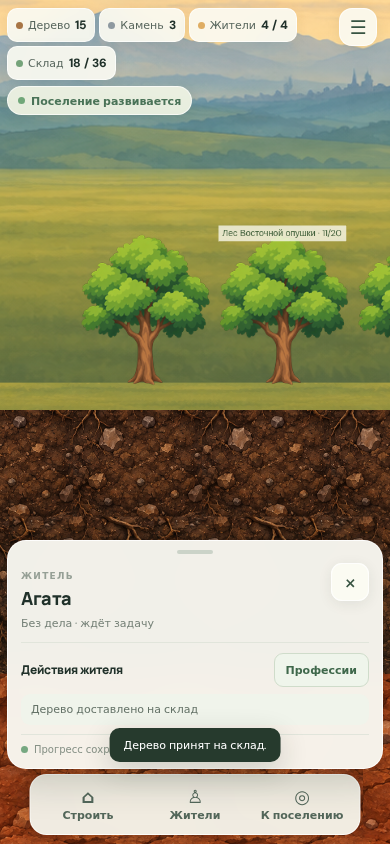 Дерево 15
Камень 3
Жители 4 / 4
Склад 18 / 36
Поселение развивается
Лес Восточной опушки · 11/20
ЖИТЕЛЬ
Агата
Без дела · ждёт задачу
Действия жителя
Профессии
Дерево доставлено на склад
Прогресс
Дерево принят на склад.
Строить
Жители
К поселению